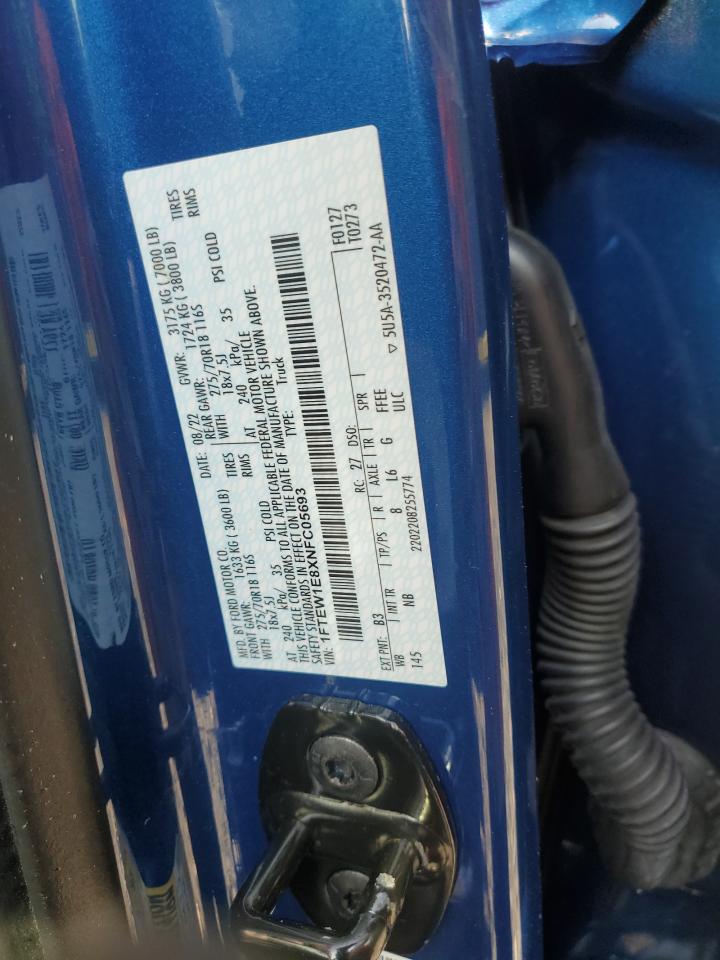 MFD. BY FORD MOTOR CO.
DATE: 08/22 GVWR: 3175 KG ( 7000 LB)
FRONT GAWR: 1633 KG ( 3600 LB) REAR GAWR: 1724 KG ( 3800 LB)
WITH 275/70R18 116S TIRES WITH 275/70R18 116S TIRES
18x7.5J RIMS 18x7.5J RIMS
AT 240 kPa/ 35 PSI COLD AT 240 kPa/ 35 PSI COLD
THIS VEHICLE CONFORMS TO ALL APPLICABLE FEDERAL MOTOR VEHICLE
SAFETY STANDARDS IN EFFECT ON THE DATE OF MANUFACTURE SHOWN ABOVE.
VIN: 1FTEW1E8XNFC05693 TYPE: Truck
F0127
T0273
EXT PNT: B3 RC: 27 DSO:
WB INT TR TP/PS R AXLE TR SPR
145 NB 8 L6 G FFEE
ULC
2202208255774
▽ 5U5A-3520472-AA